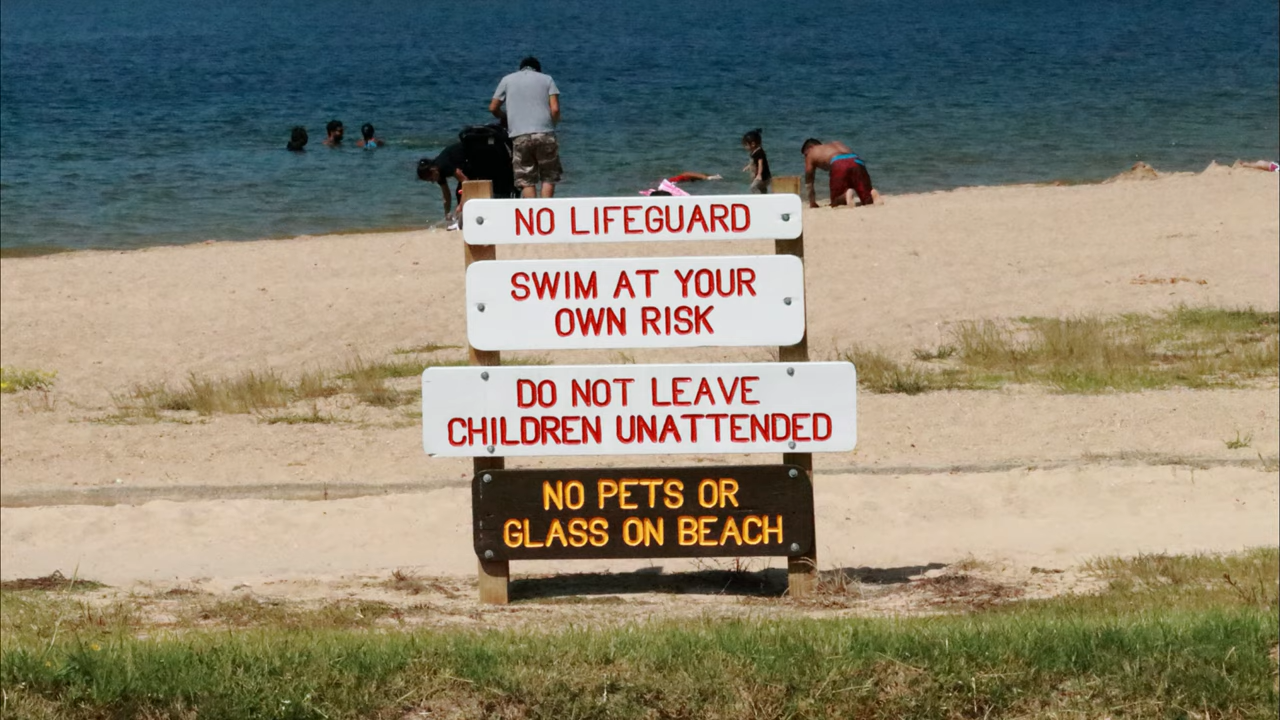 NO LIFEGUARD
SWIM AT YOUR
OWN RISK
DO NOT LEAVE
CHILDREN UNATTENDED
NO PETS OR
GLASS ON BEACH